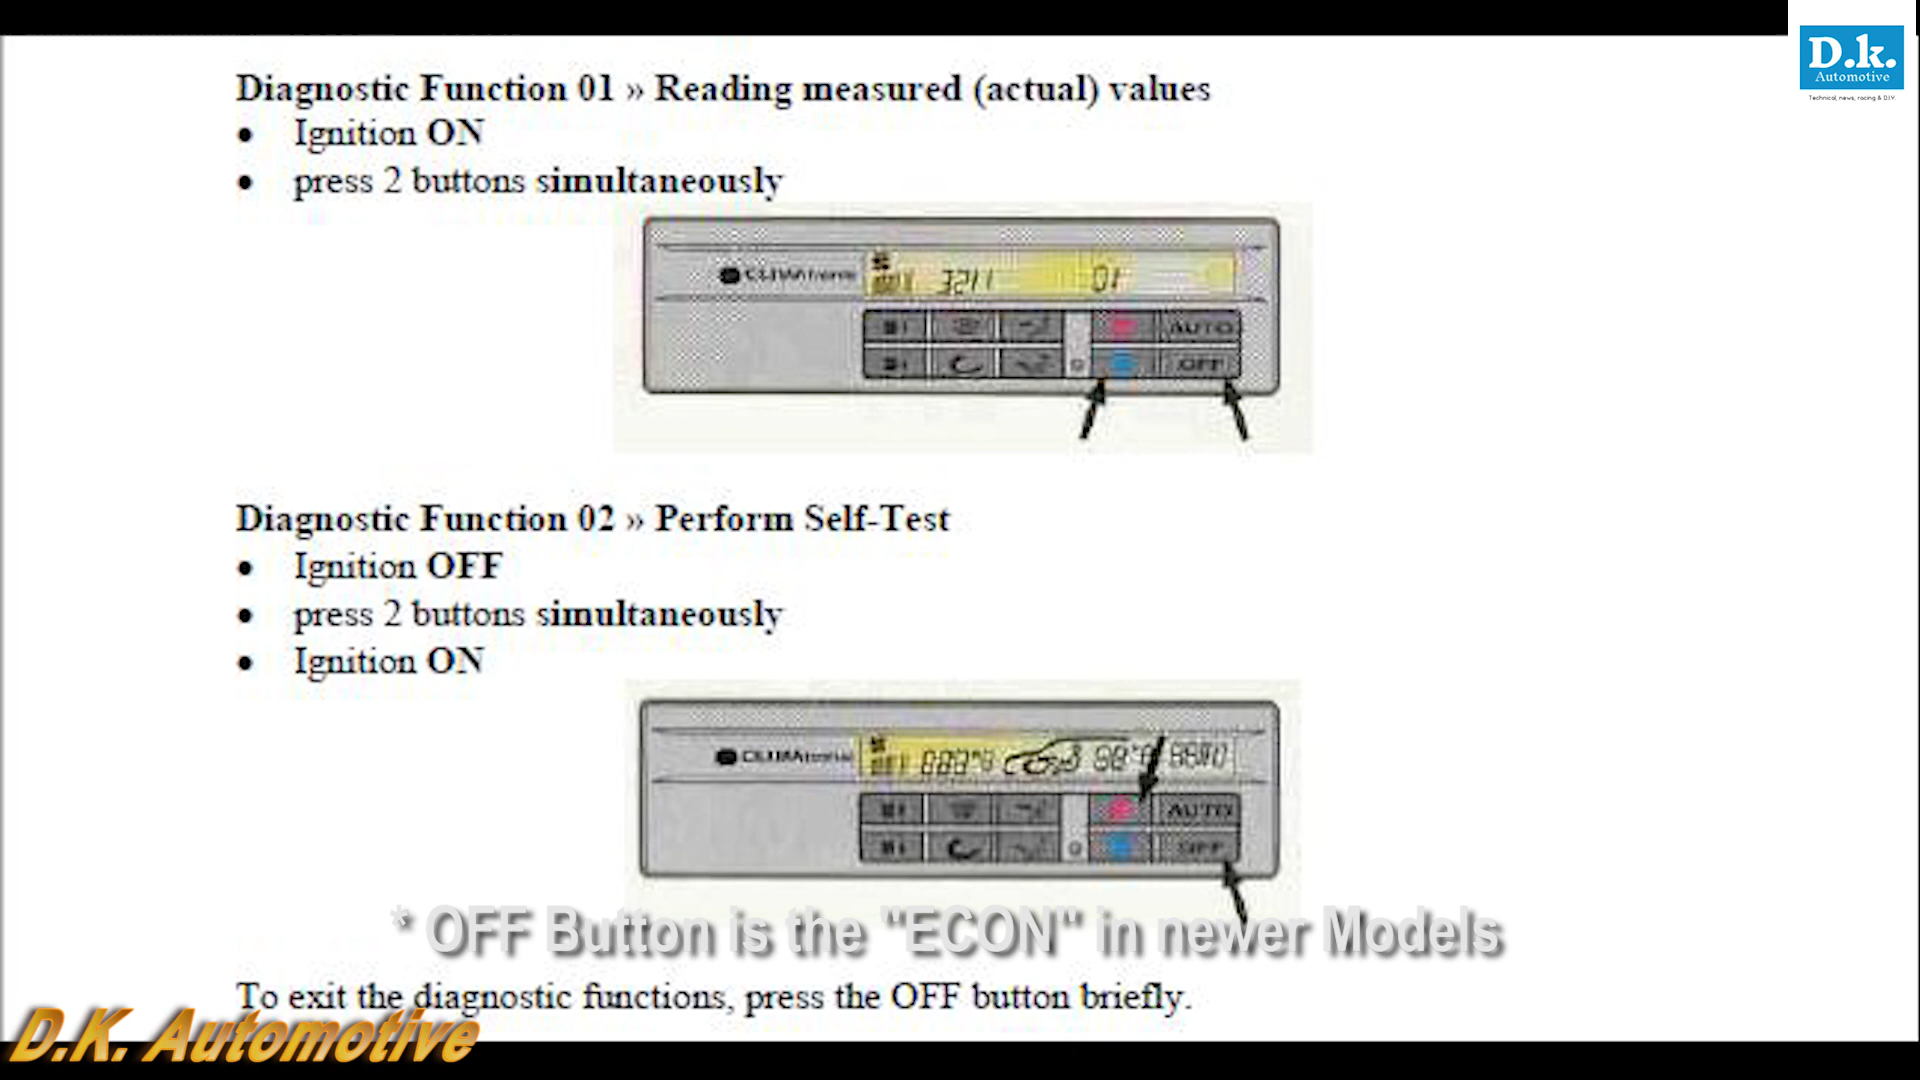 D.k.
Automotive
Technical, news, racing & D.I.Y.
Diagnostic Function 01 » Reading measured (actual) values
• Ignition ON
• press 2 buttons simultaneously
CLIMAtronic
3211 01
AUTO
OFF
Diagnostic Function 02 » Perform Self-Test
• Ignition OFF
• press 2 buttons simultaneously
• Ignition ON
CLIMAtronic
AUTO
OFF
* OFF Button is the "ECON" in newer Models
To exit the diagnostic functions, press the OFF button briefly.
D.K. Automotive